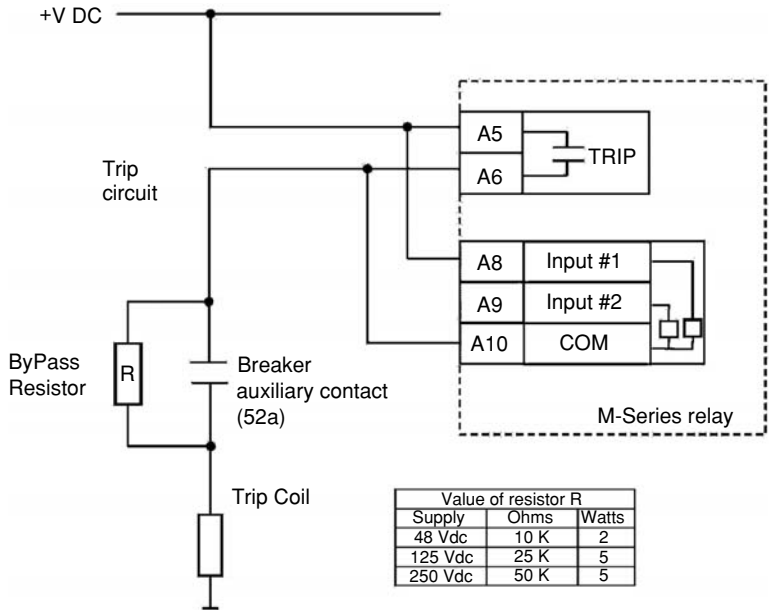 +V DC
A5
TRIP
A6
Trip
circuit
A8 Input #1
A9 Input #2
A10 COM
ByPass
Resistor
R
Breaker
auxiliary contact
(52a)
M-Series relay
Trip Coil
Value of resistor R
Supply Ohms Watts
48 Vdc 10 K 2
125 Vdc 25 K 5
250 Vdc 50 K 5